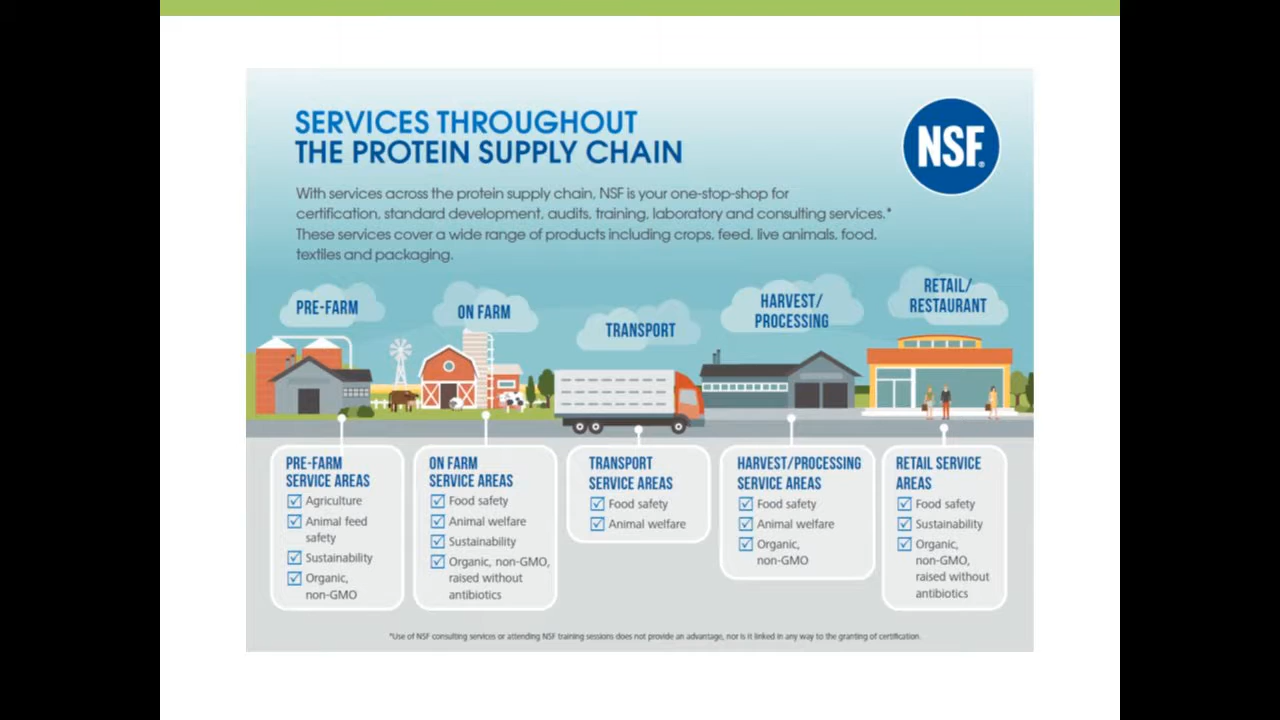 SERVICES THROUGHOUT
THE PROTEIN SUPPLY CHAIN
NSF®
With services across the protein supply chain, NSF is your one-stop-shop for
certification, standard development, audits, training, laboratory and consulting services.*
These services cover a wide range of products including crops, feed, live animals, food,
textiles and packaging.
PRE-FARM
ON FARM
TRANSPORT
HARVEST/
PROCESSING
RETAIL/
RESTAURANT
PRE-FARM
SERVICE AREAS
Agriculture
Animal feed
safety
Sustainability
Organic,
non-GMO
ON FARM
SERVICE AREAS
Food safety
Animal welfare
Sustainability
Organic, non-GMO,
raised without
antibiotics
TRANSPORT
SERVICE AREAS
Food safety
Animal welfare
HARVEST/PROCESSING
SERVICE AREAS
Food safety
Animal welfare
Organic,
non-GMO
RETAIL SERVICE
AREAS
Food safety
Sustainability
Organic,
non-GMO,
raised without
antibiotics
*Use of NSF consulting services or attending NSF training sessions does not provide an advantage, nor is it linked in any way to the granting of certification.